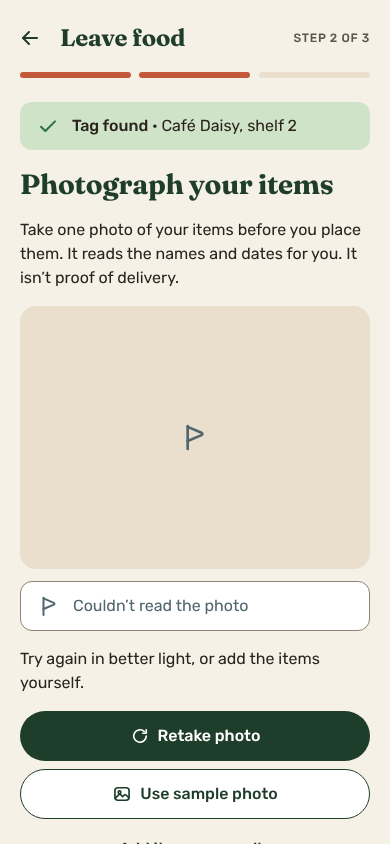 Leave food
STEP 2 OF 3
Tag found • Café Daisy, shelf 2
Photograph your items
Take one photo of your items before you place
them. It reads the names and dates for you. It
isn’t proof of delivery.
Couldn’t read the photo
Try again in better light, or add the items
yourself.
Retake photo
Use sample photo